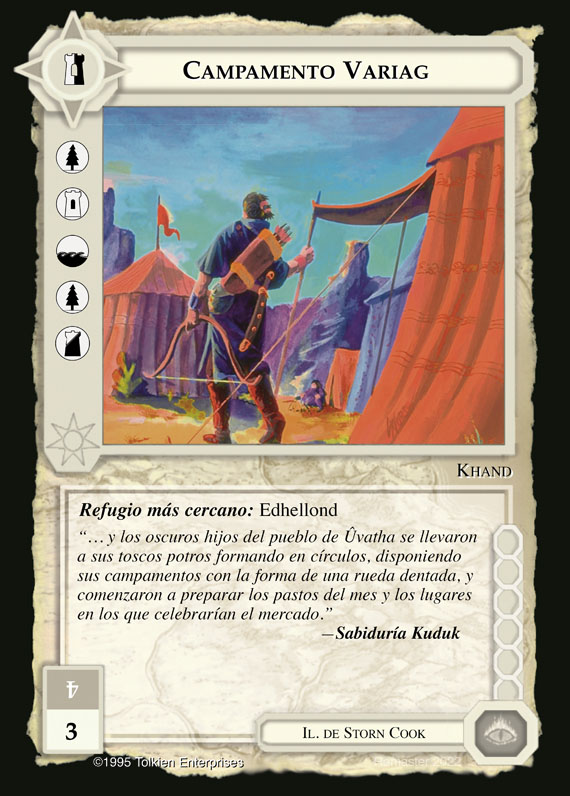 Campamento Variag
Khand
Refugio más cercano: Edhellond
“… y los oscuros hijos del pueblo de Ûvatha se llevaron
a sus toscos potros formando en círculos, disponiendo
sus campamentos con la forma de una rueda dentada, y
comenzaron a preparar los pastos del mes y los lugares
en los que celebrarían el mercado.”
—Sabiduría Kuduk
4
3
Il. de Storn Cook
©1995 Tolkien Enterprises